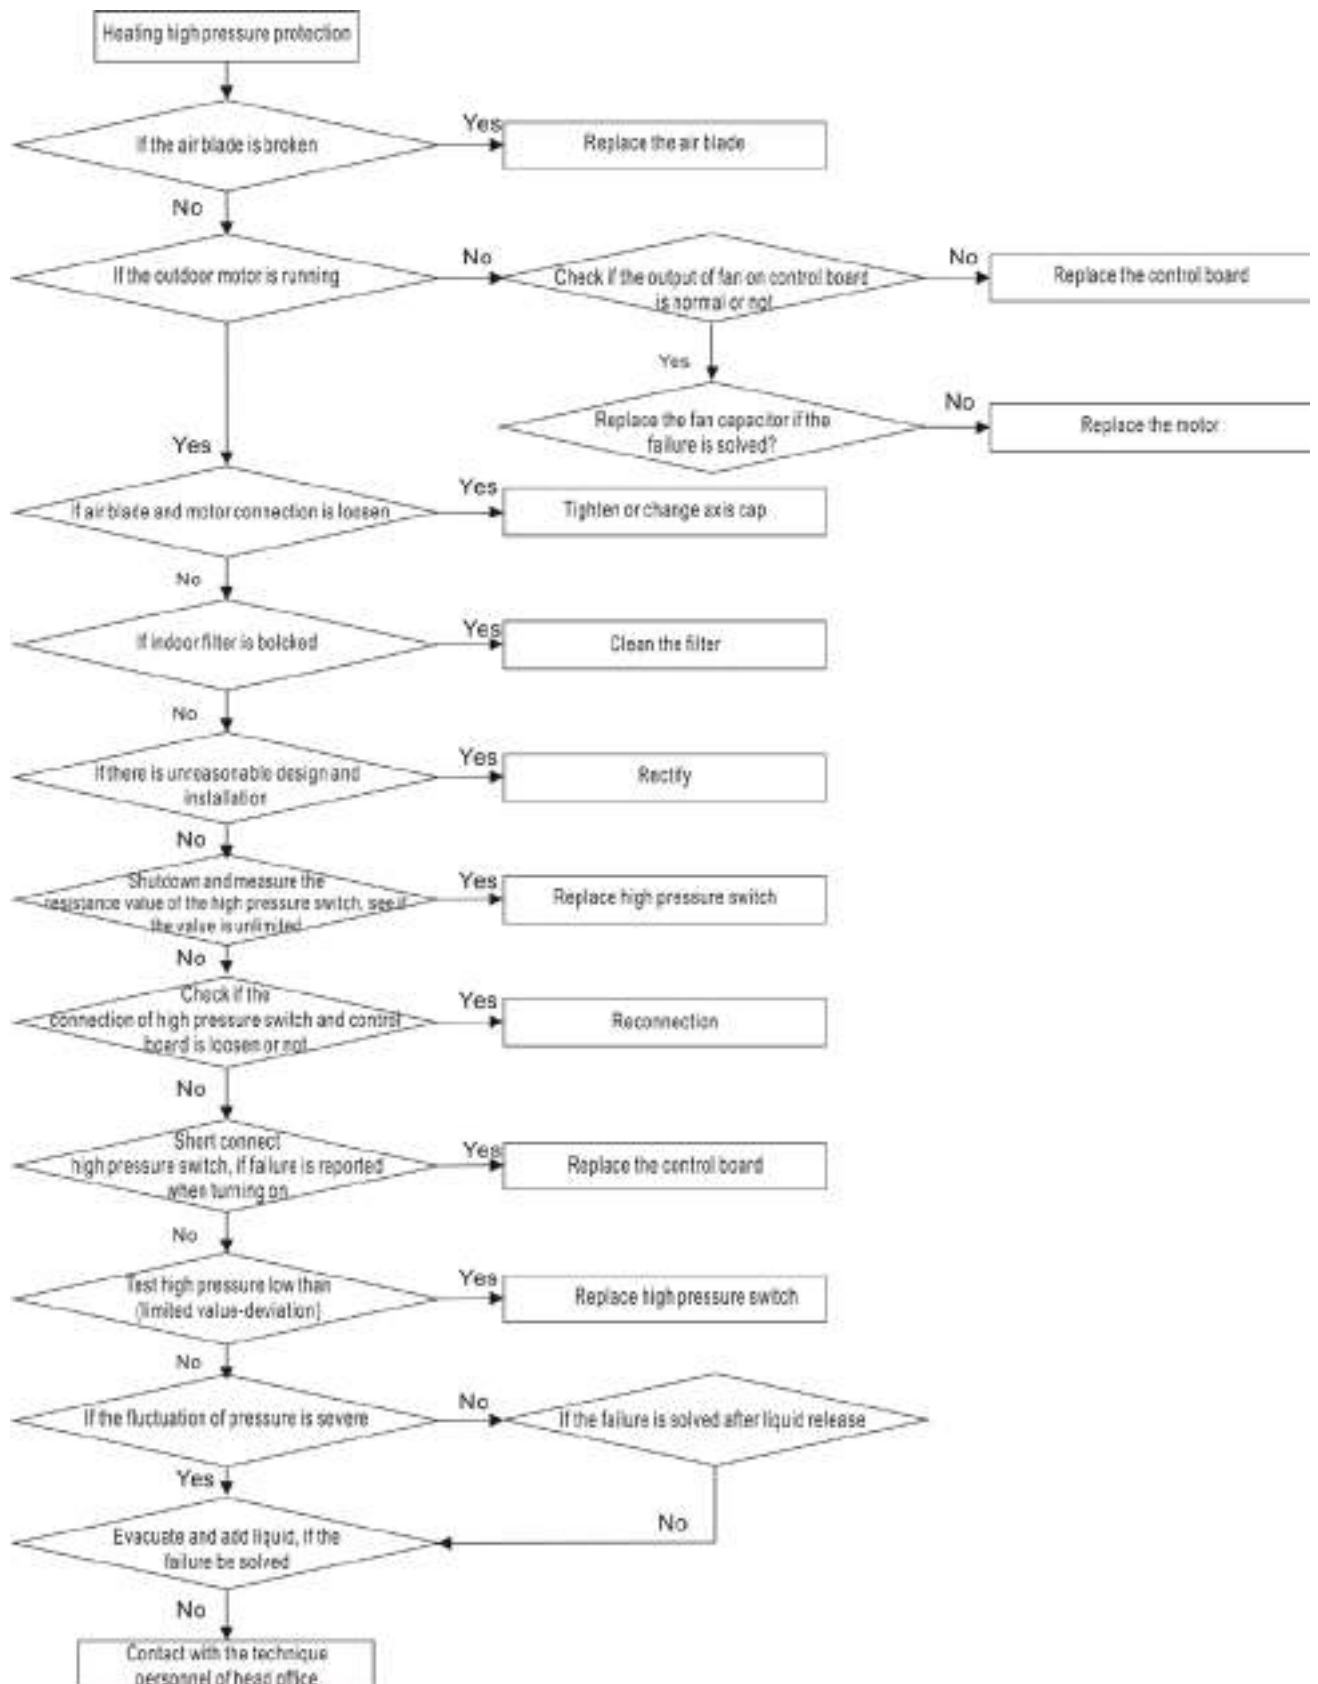 Heating high pressure protection
If the air blade is broken
Yes
Replace the air blade
No
If the outdoor motor is running
No
Check if the output of fan on control board
is normal or not
No
Replace the control board
Yes
Replace the fan capacitor if the
failure is solved?
No
Replace the motor
Yes
If air blade and motor connection is loosen
Yes
Tighten or change axis cap
No
If indoor filter is bolcked
Yes
Clean the filter
No
If there is unreasonable design and
installation
Yes
Rectify
No
Shutdown and measure the
resistance value of the high pressure switch, see if
the value is unlimited
Yes
Replace high pressure switch
No
Check if the
connection of high pressure switch and control
board is loosen or not
Yes
Reconnection
No
Short connect
high pressure switch, if failure is reported
when turning on
Yes
Replace the control board
No
Test high pressure low than
(limited value-deviation)
Yes
Replace high pressure switch
No
If the fluctuation of pressure is severe
No
If the failure is solved after liquid release
Yes
No
Evacuate and add liquid, if the
failure be solved
No
Contact with the technique
personnel of head office